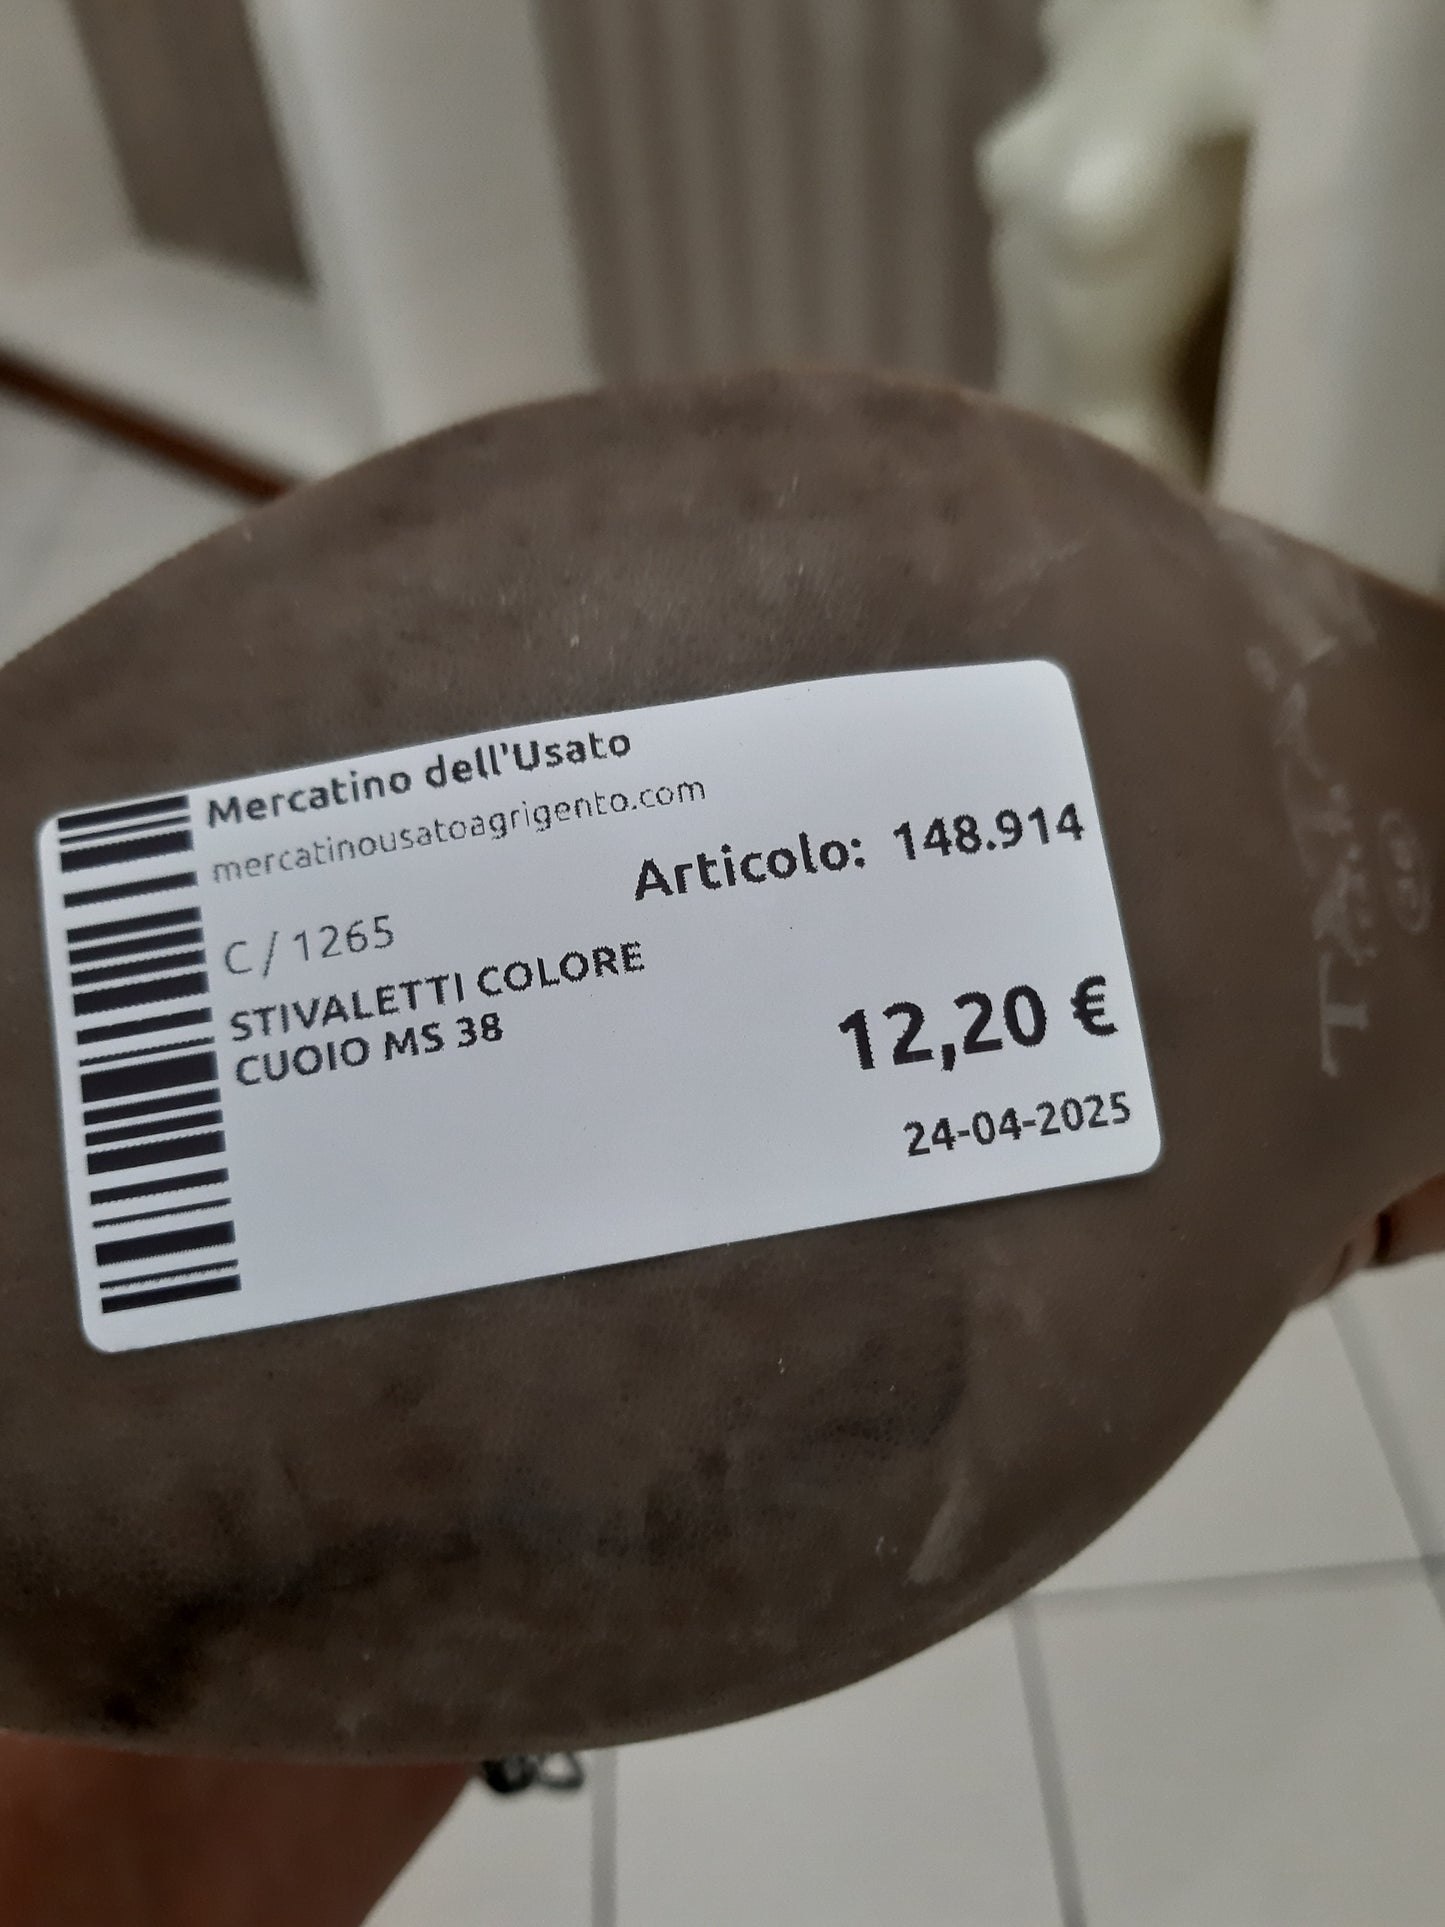 Mercatino dell'Usato
mercatinousatoagrigento.com
Articolo: 148.914
C/ 1265
STIVALETTI COLORE
CUOIO MS 38
12,20 €
24-04-2025